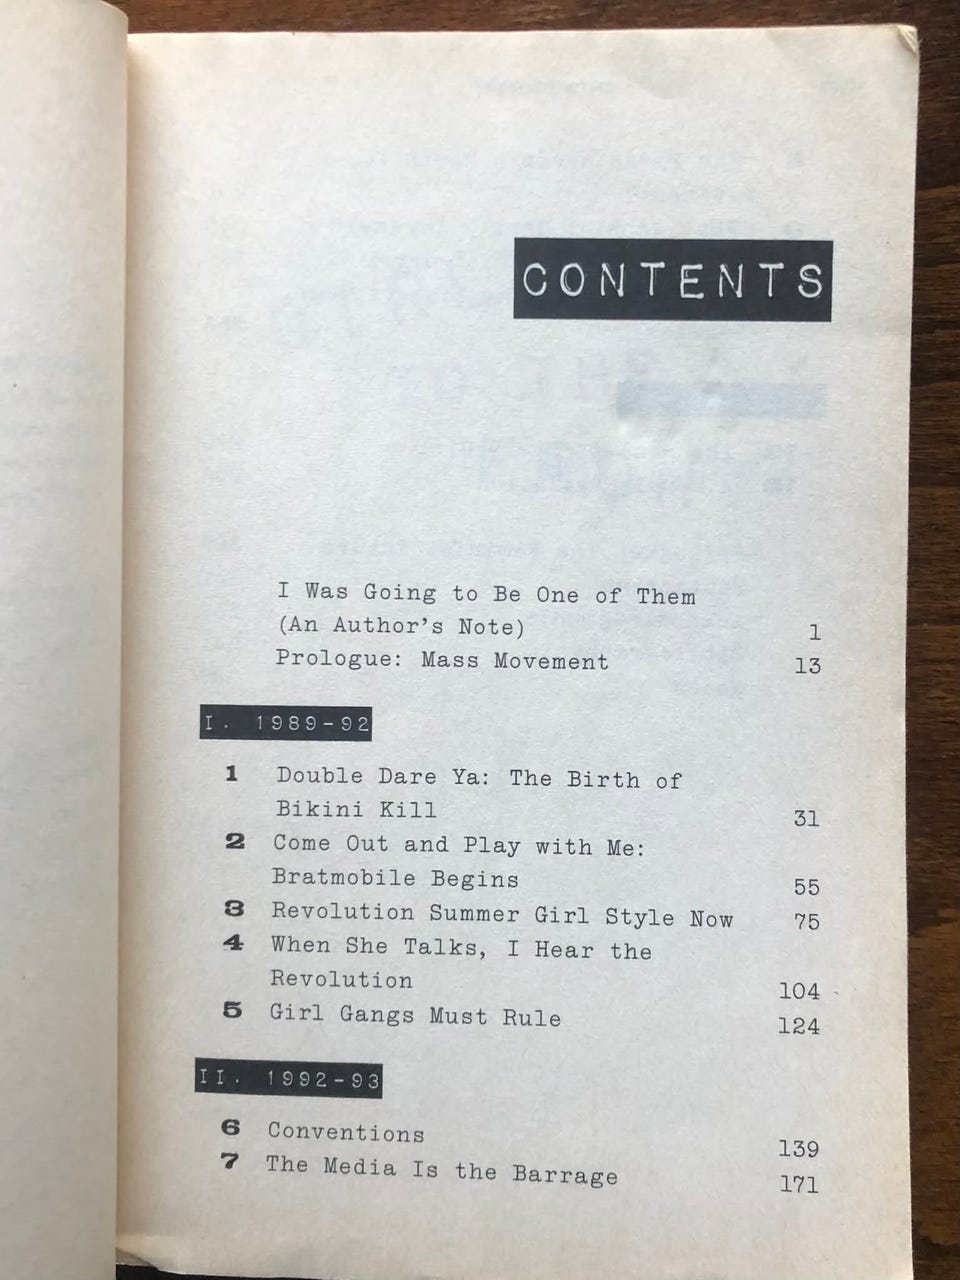 CONTENTS
I Was Going to Be One of Them
(An Author's Note) 1
Prologue: Mass Movement 13
I. 1989-92
1 Double Dare Ya: The Birth of
Bikini Kill 31
2 Come Out and Play with Me:
Bratmobile Begins 55
3 Revolution Summer Girl Style Now 75
4 When She Talks, I Hear the
Revolution 104
5 Girl Gangs Must Rule 124
II. 1992-93
6 Conventions 139
7 The Media Is the Barrage 171